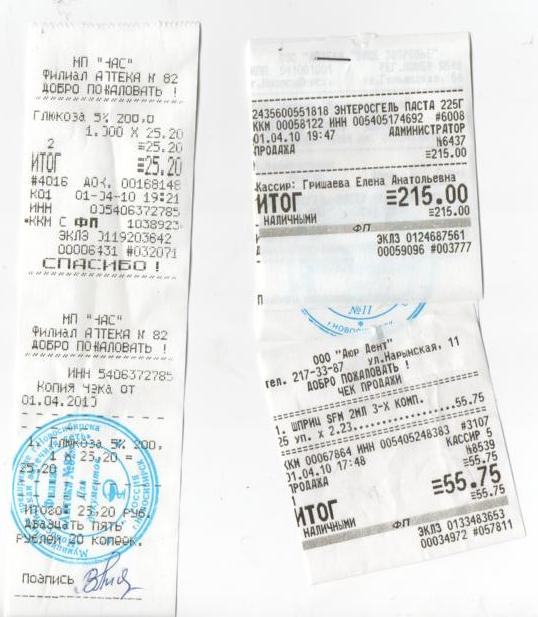 МП "ЧАС"
Филиал АПТЕКА N 82
ДОБРО ПОЖАЛОВАТЬ !
Глюкоза 5% 200,0
1.000 X 25.20
2 ≡25.20
ИТОГ ≡25.20
#4016 ДОК. 00168148
К01 01-04-10 19:21
ИНН 005406372785
*ККМ С ФП 1038923
ЭКЛЗ 0119203642
00006431 #032071
СПАСИБО !
МП "ЧАС"
Филиал АПТЕКА N 82
ДОБРО ПОЖАЛОВАТЬ !
ИНН 5406372785
Копия чека от
01.04.2010
1. Глюкоза 5% 200,
1 X 25.20 =
25.20
Итого: 25.20 РУБ.
Двадцать пять
рублей 20 копеек.
Подпись
2435600551818 ЭНТЕРОСГЕЛЬ ПАСТА 225Г
ККМ 00058122 ИНН 005405174692 #6008
01.04.10 19:47 АДМИНИСТРАТОР
ПРОДАЖА N6437
≡215.00
Кассир: Гришаева Елена Анатольевна
ИТОГ ≡215.00
НАЛИЧНЫМИ ≡215.00
ФП
ЭКЛЗ 0124687561
00059096 #003777
№11
ООО "Аюр Дент"
тел. 217-33-87 ул.Нарымская, 11
ДОБРО ПОЖАЛОВАТЬ !
ЧЕК ПРОДАЖИ
1. ШПРИЦ SFM 2МЛ 3-Х КОМП.
25 уп. x 2.23 55.75
ККМ 00067864 ИНН 005405248383 #3107
01.04.10 17:48 КАССИР 5
ПРОДАЖА N8539
≡55.75
ИТОГ ≡55.75
НАЛИЧНЫМИ ≡55.75
ФП
ЭКЛЗ 0133483653
00034972 #057811